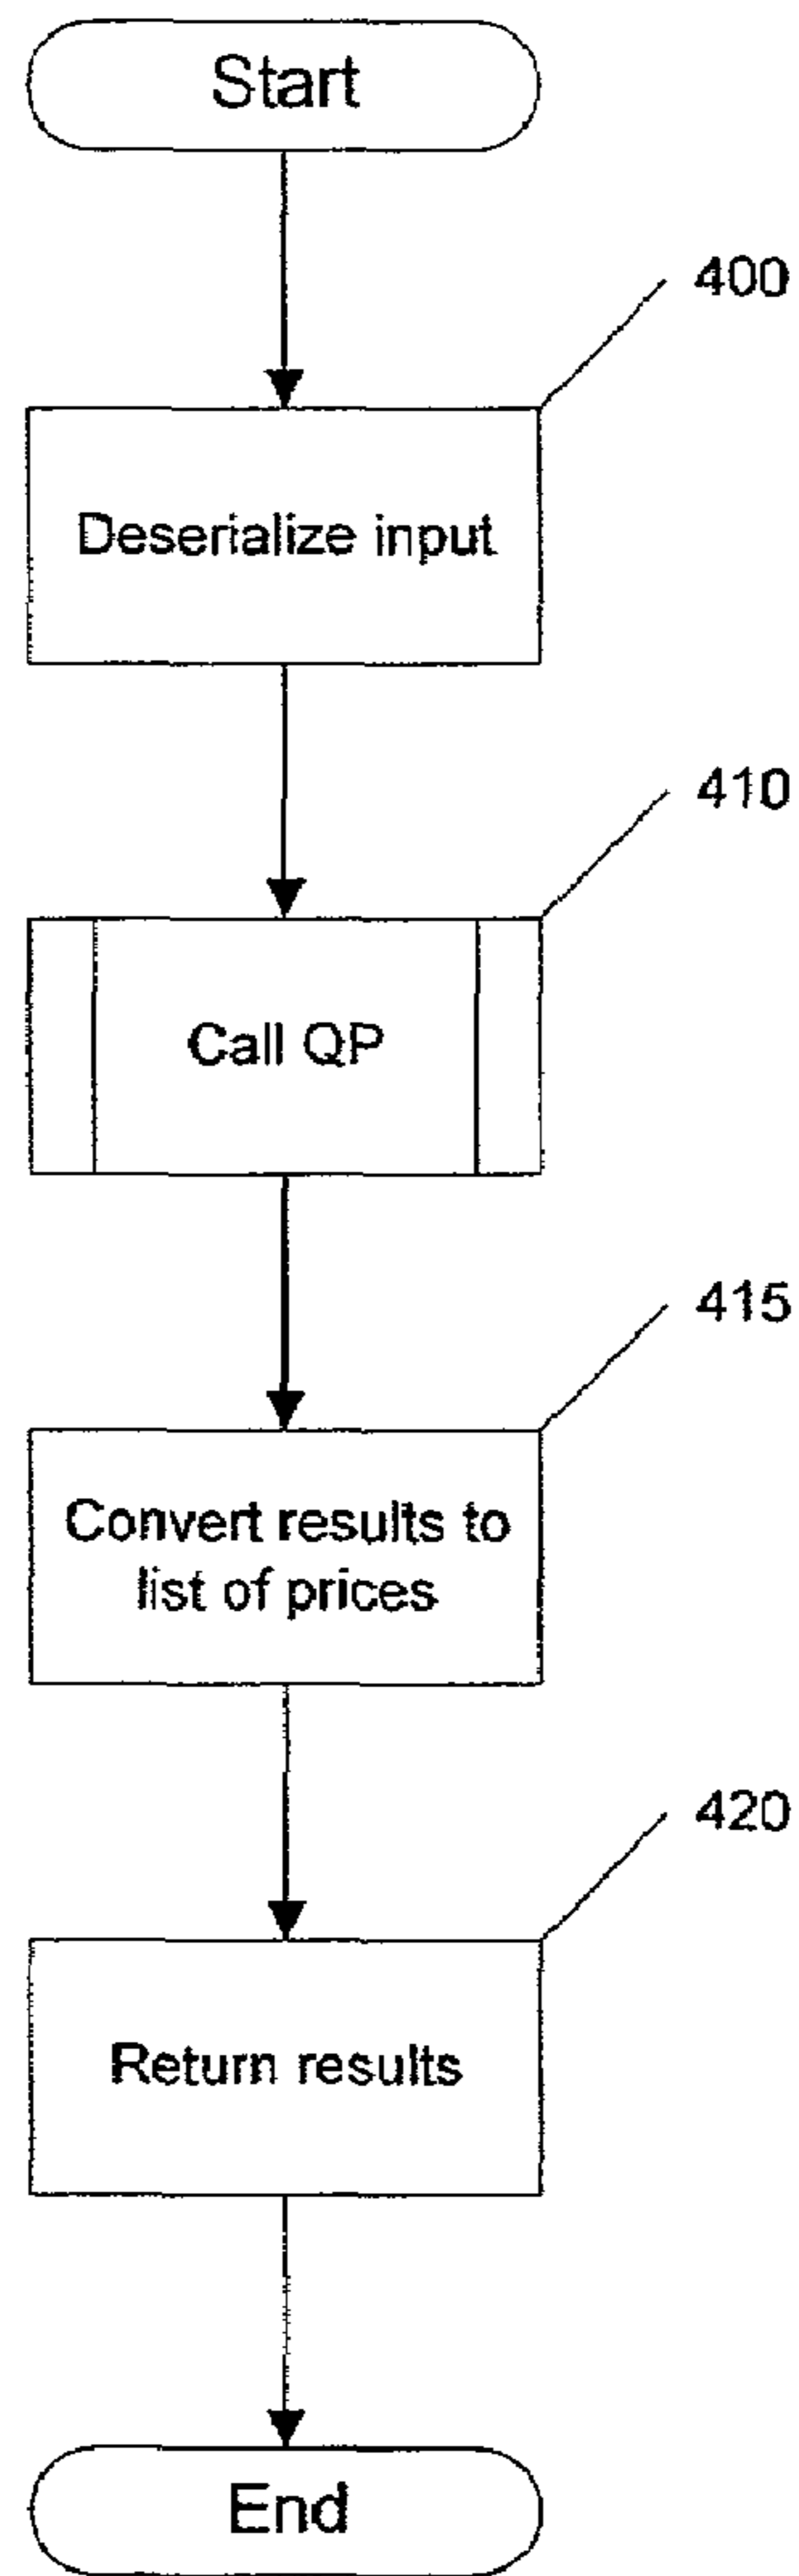 Start
400
Deserialize input
410
Call QP
415
Convert results to
list of prices
420
Return results
End